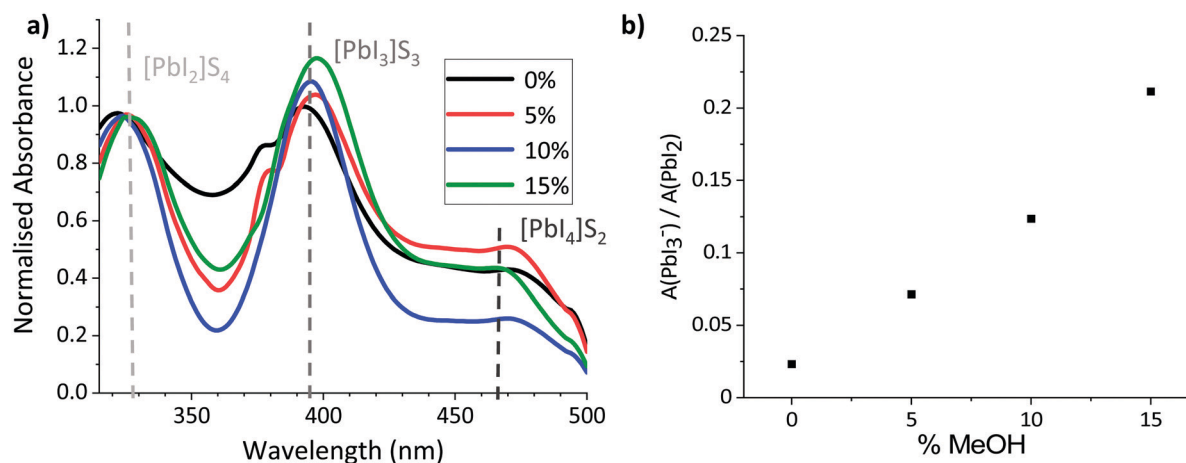 a)
Normalised Absorbance
1.2
1.0
0.8
0.6
0.4
0.2
0.0
[PbI₂]S₄
[PbI₃]S₃
[PbI₄]S₂
0%
5%
10%
15%
350
400
450
500
Wavelength (nm)
b)
A(PbI₃⁻) / A(PbI₂)
0.25
0.2
0.15
0.1
0.05
0
0
5
10
15
% MeOH